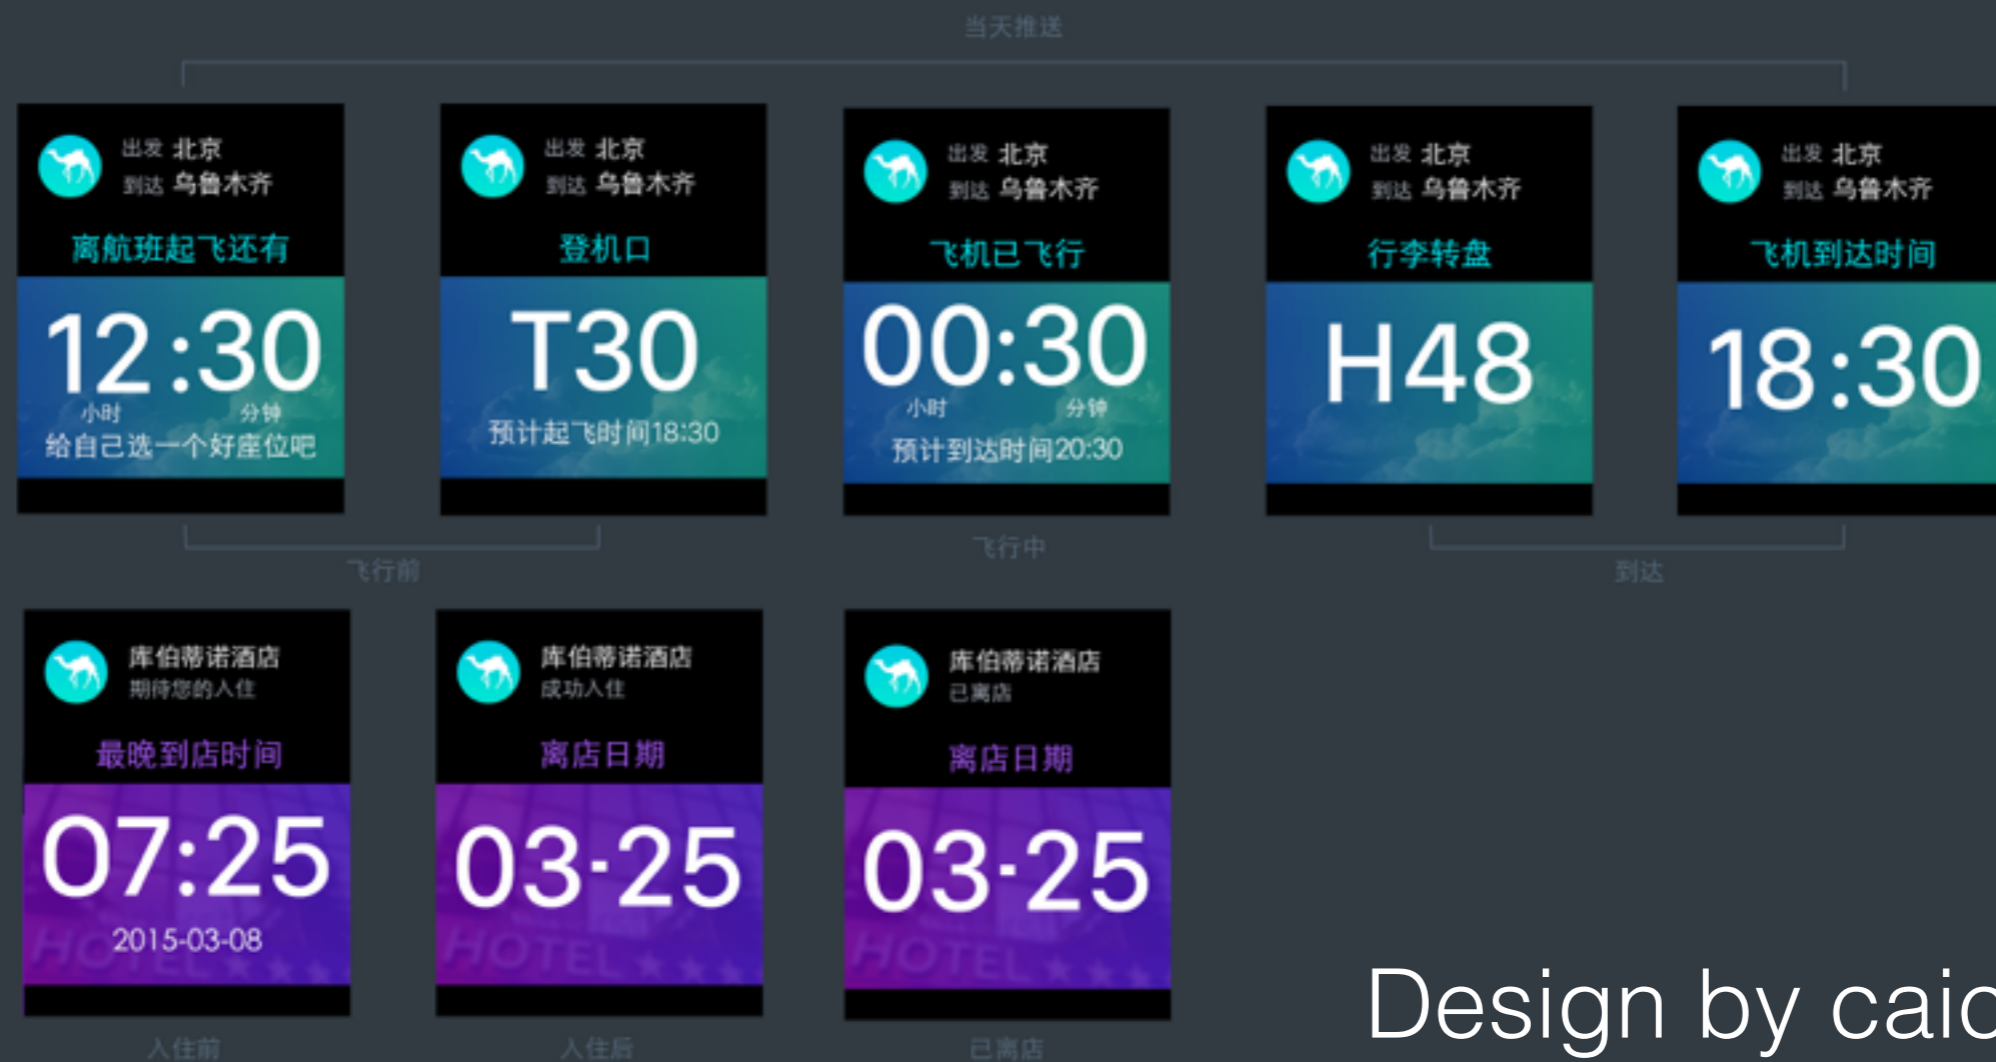 当天推送
出发 北京
到达 乌鲁木齐
离航班起飞还有
12:30
小时 分钟
给自己选一个好座位吧
出发 北京
到达 乌鲁木齐
登机口
T30
预计起飞时间18:30
出发 北京
到达 乌鲁木齐
飞机已飞行
00:30
小时 分钟
预计到达时间20:30
出发 北京
到达 乌鲁木齐
行李转盘
H48
出发 北京
到达 乌鲁木齐
飞机到达时间
18:30
飞行前
飞行中
到达
库伯蒂诺酒店
期待您的入住
最晚到店时间
07:25
2015-03-08
HOTEL
入住前
库伯蒂诺酒店
成功入住
离店日期
03·25
HOTEL
入住后
库伯蒂诺酒店
已离店
离店日期
03·25
HOTEL
已离店
Design by